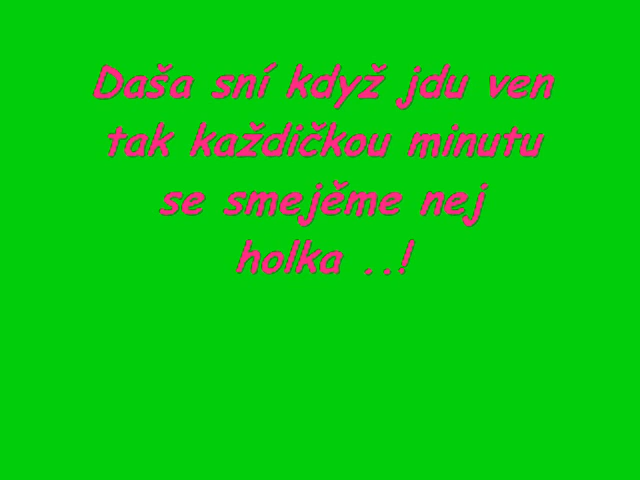 Daša sní když jdu ven
tak každičkou minutu
se smejěme nej
holka ..!